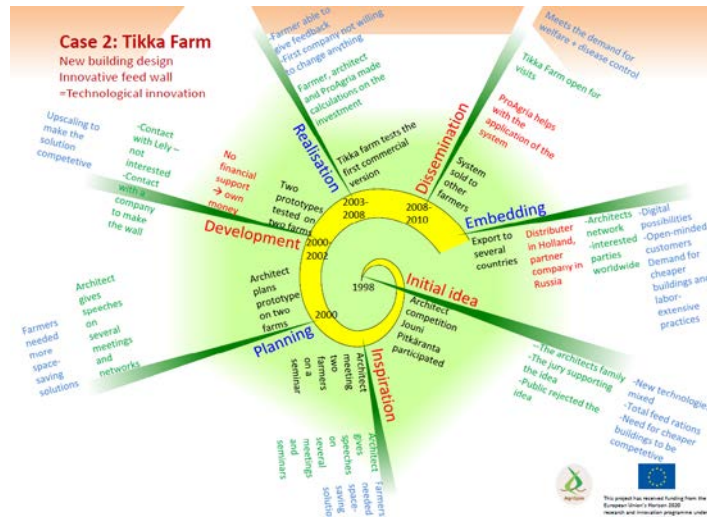 Case 2: Tikka Farm
New building design
Innovative feed wall
=Technological innovation
-Farmer able to
give feedback
-First company not willing
to change anything
Farmer, architect
and ProAgria made
calculations on the
investment
Realisation
Tikka farm tests the
first commercial
version
2003-
2008
Meets the demand for
welfare + disease control
Tikka Farm open for
visits
ProAgria helps
with the
application of the
system
Dissemination
System
sold to
other
farmers
2008-
2010
Embedding
Export to
several
countries
Distributer
in Holland,
partner
company in
Russia
-Architects
network
-interested
parties
worldwide
-Digital
possibilities
-Open-minded
customers
Demand for
cheaper
buildings and
labor-
extensive
practices
Upscaling to
make the
solution
competetive
-Contact
with Lely –
not
interested
-Contact
with a
company
to make
the wall
No
financial
support
→ own
money
Two
prototypes
tested on
two farms
Development
2000-
2002
Architect
gives
speeches
on
several
meetings
and
networks
Architect
plans
prototype
on two
farms
2000
Planning
Farmers
needed
more
space-
saving
solutions
1998
Initial idea
Architect
competition
Jouni
Pitkäranta
participated
--The architects family
-The jury supporting
the idea
-Public rejected the
idea
-New technologies
mixed
-Total feed rations
-Need for cheaper
buildings to be
competetive
Inspiration
Architect
meeting
two
farmers
on a
seminar
Architect
gives
speeches
on
several
meetings
and
seminars
Farmers
needed
space-
saving
solution
AgriSpin
This project has received funding from the
European Union's Horizon 2020
research and innovation programme under